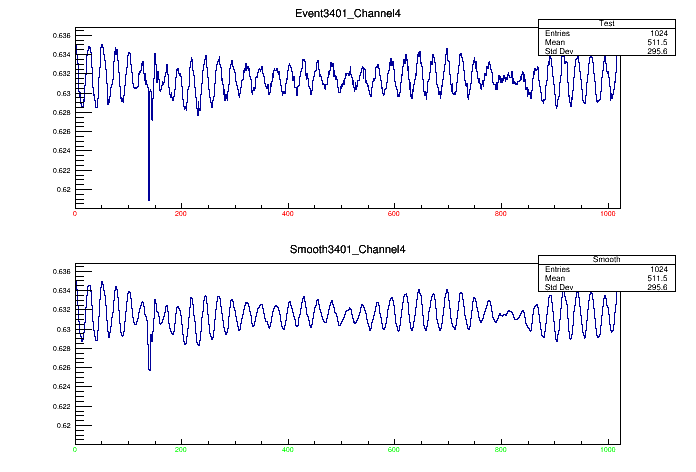 Event3401_Channel4
Test
Entries 1024
Mean 511.5
Std Dev 295.6
0.636
0.634
0.632
0.63
0.628
0.626
0.624
0.622
0.62
0 200 400 600 800 1000
Smooth3401_Channel4
Smooth
Entries 1024
Mean 511.5
Std Dev 295.6
0.636
0.634
0.632
0.63
0.628
0.626
0.624
0.622
0.62
0 200 400 600 800 1000